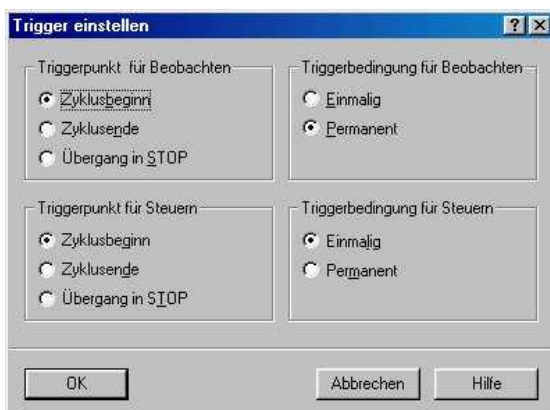 Trigger einstellen
Triggerpunkt für Beobachten
Zyklusbeginn
Zyklusende
Übergang in STOP
Triggerbedingung für Beobachten
Einmalig
Permanent
Triggerpunkt für Steuern
Zyklusbeginn
Zyklusende
Übergang in STOP
Triggerbedingung für Steuern
Einmalig
Permanent
OK
Abbrechen
Hilfe